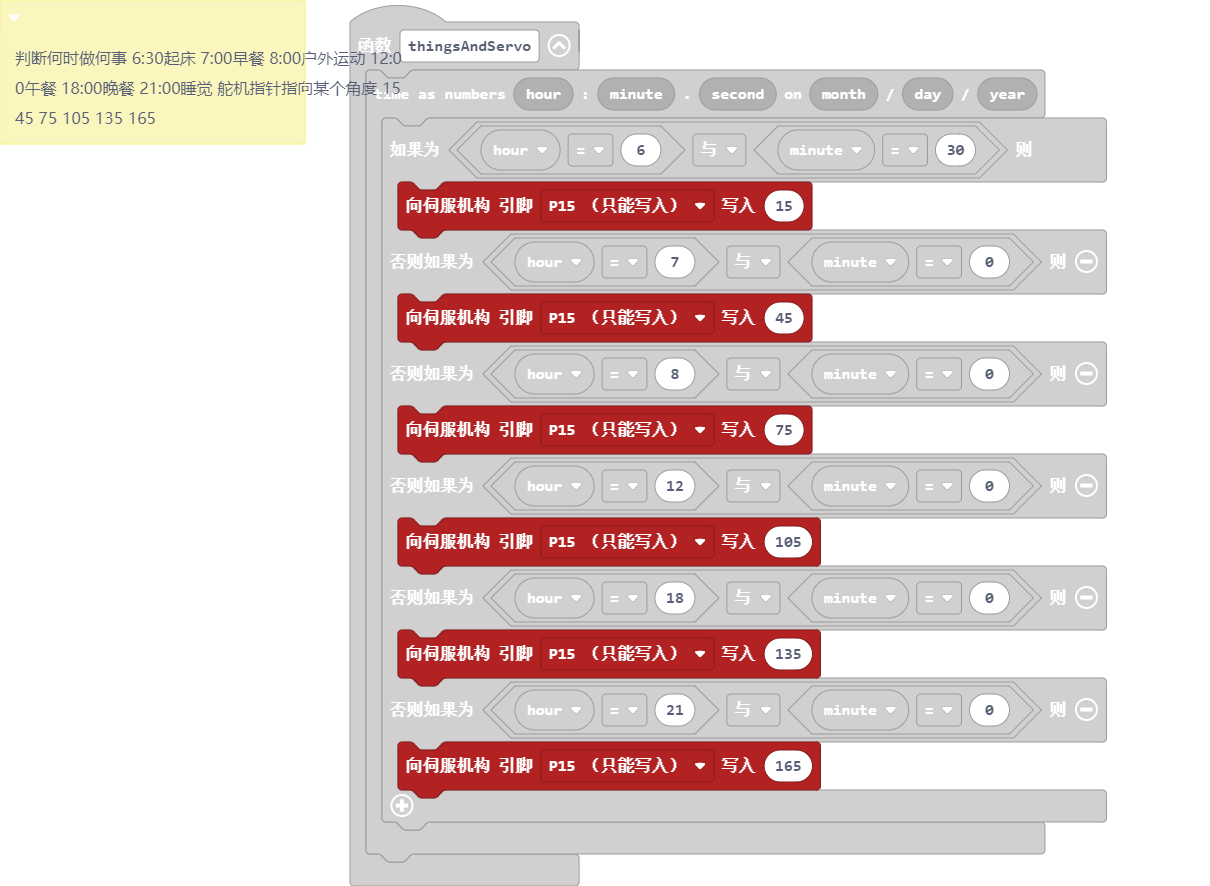 判断何时做何事 6:30起床 7:00早餐 8:00户外运动 12:0
0午餐 18:00晚餐 21:00睡觉 舵机指针指向某个角度 15
45 75 105 135 165
函数 thingsAndServo
time as numbers hour : minute . second on month / day / year
如果为 hour = 6 与 minute = 30 则
向伺服机构 引脚 P15 （只能写入） 写入 15
否则如果为 hour = 7 与 minute = 0 则
向伺服机构 引脚 P15 （只能写入） 写入 45
否则如果为 hour = 8 与 minute = 0 则
向伺服机构 引脚 P15 （只能写入） 写入 75
否则如果为 hour = 12 与 minute = 0 则
向伺服机构 引脚 P15 （只能写入） 写入 105
否则如果为 hour = 18 与 minute = 0 则
向伺服机构 引脚 P15 （只能写入） 写入 135
否则如果为 hour = 21 与 minute = 0 则
向伺服机构 引脚 P15 （只能写入） 写入 165